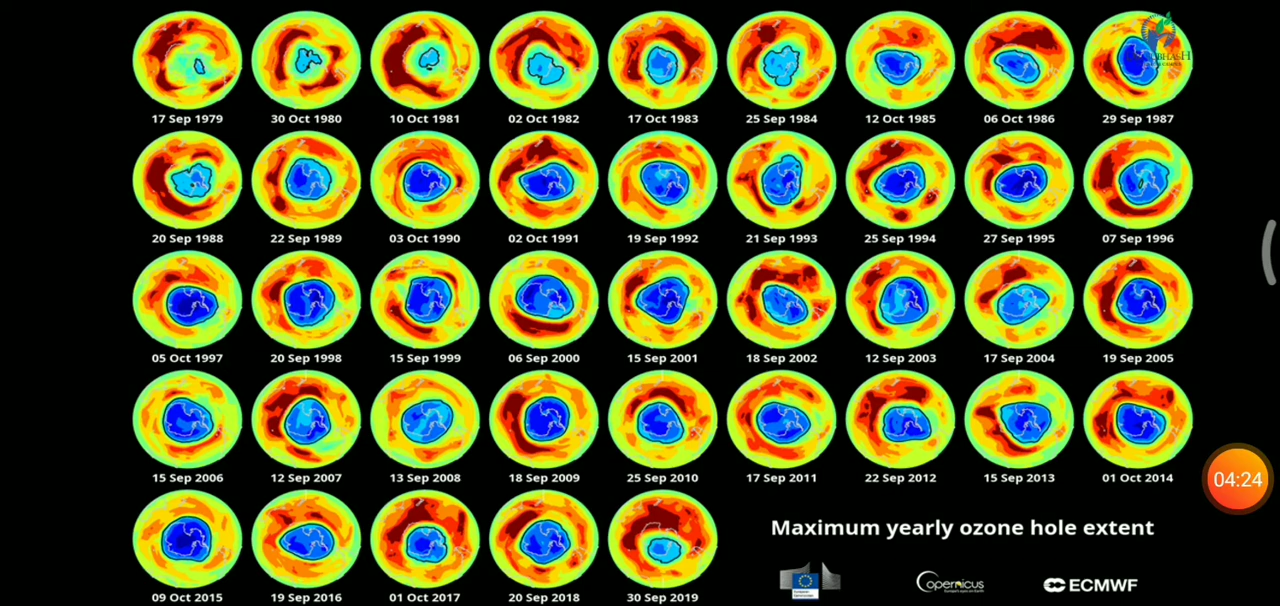 17 Sep 1979 30 Oct 1980 10 Oct 1981 02 Oct 1982 17 Oct 1983 25 Sep 1984 12 Oct 1985 06 Oct 1986 29 Sep 1987
20 Sep 1988 22 Sep 1989 03 Oct 1990 02 Oct 1991 19 Sep 1992 21 Sep 1993 25 Sep 1994 27 Sep 1995 07 Sep 1996
05 Oct 1997 20 Sep 1998 15 Sep 1999 06 Sep 2000 15 Sep 2001 18 Sep 2002 12 Sep 2003 17 Sep 2004 19 Sep 2005
15 Sep 2006 12 Sep 2007 13 Sep 2008 18 Sep 2009 25 Sep 2010 17 Sep 2011 22 Sep 2012 15 Sep 2013 01 Oct 2014
04:24
Maximum yearly ozone hole extent
Copernicus ECMWF
09 Oct 2015 19 Sep 2016 01 Oct 2017 20 Sep 2018 30 Sep 2019